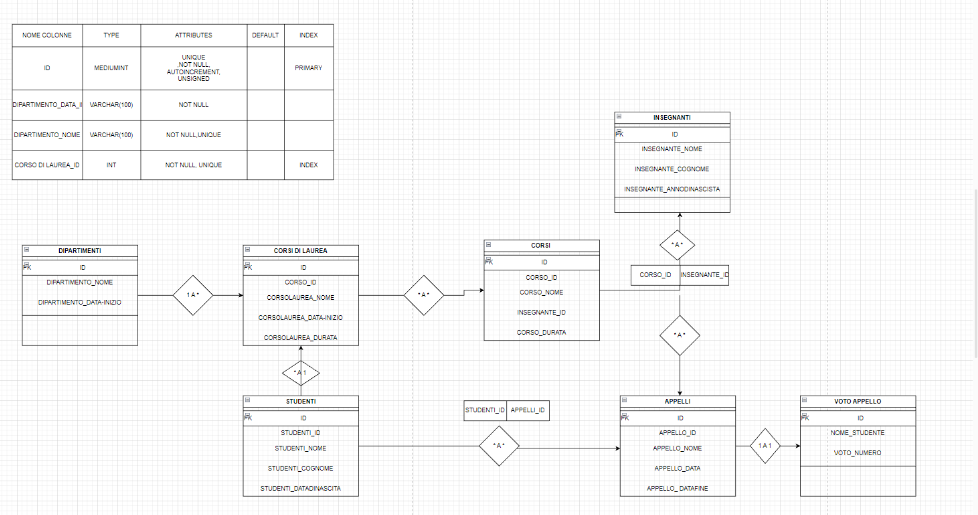 NOME COLONNE TYPE ATTRIBUTES DEFAULT INDEX
ID MEDIUMINT UNIQUE ,NOT NULL, AUTOINCREMENT, UNSIGNED PRIMARY
DIPARTIMENTO_DATA_I VARCHAR(100) NOT NULL
DIPARTIMENTO_NOME VARCHAR(100) NOT NULL,UNIQUE
CORSO DI LAUREA_ID INT NOT NULL, UNIQUE INDEX
INSEGNANTI
PK ID
INSEGNANTE_NOME
INSEGNANTE_COGNOME
INSEGNANTE_ANNODINASCISTA
* A *
CORSO_ID INSEGNANTE_ID
* A *
DIPARTIMENTI
PK ID
DIPARTIMENTO_NOME
DIPARTIMENTO_DATA-INIZIO
1 A *
CORSI DI LAUREA
PK ID
CORSO_ID
CORSOLAUREA_NOME
CORSOLAUREA_DATA-INIZIO
CORSOLAUREA_DURATA
* A *
CORSI
PK ID
CORSO_ID
CORSO_NOME
INSEGNANTE_ID
CORSO_DURATA
* A 1
STUDENTI
PK ID
STUDENTI_ID
STUDENTI_NOME
STUDENTI_COGNOME
STUDENTI_DATADINASCITA
STUDENTI_ID APPELLI_ID
* A *
APPELLI
PK ID
APPELLO_ID
APPELLO_NOME
APPELLO_DATA
APPELLO_ DATAFINE
1 A 1
VOTO APPELLO
PK ID
NOME_STUDENTE
VOTO_NUMERO